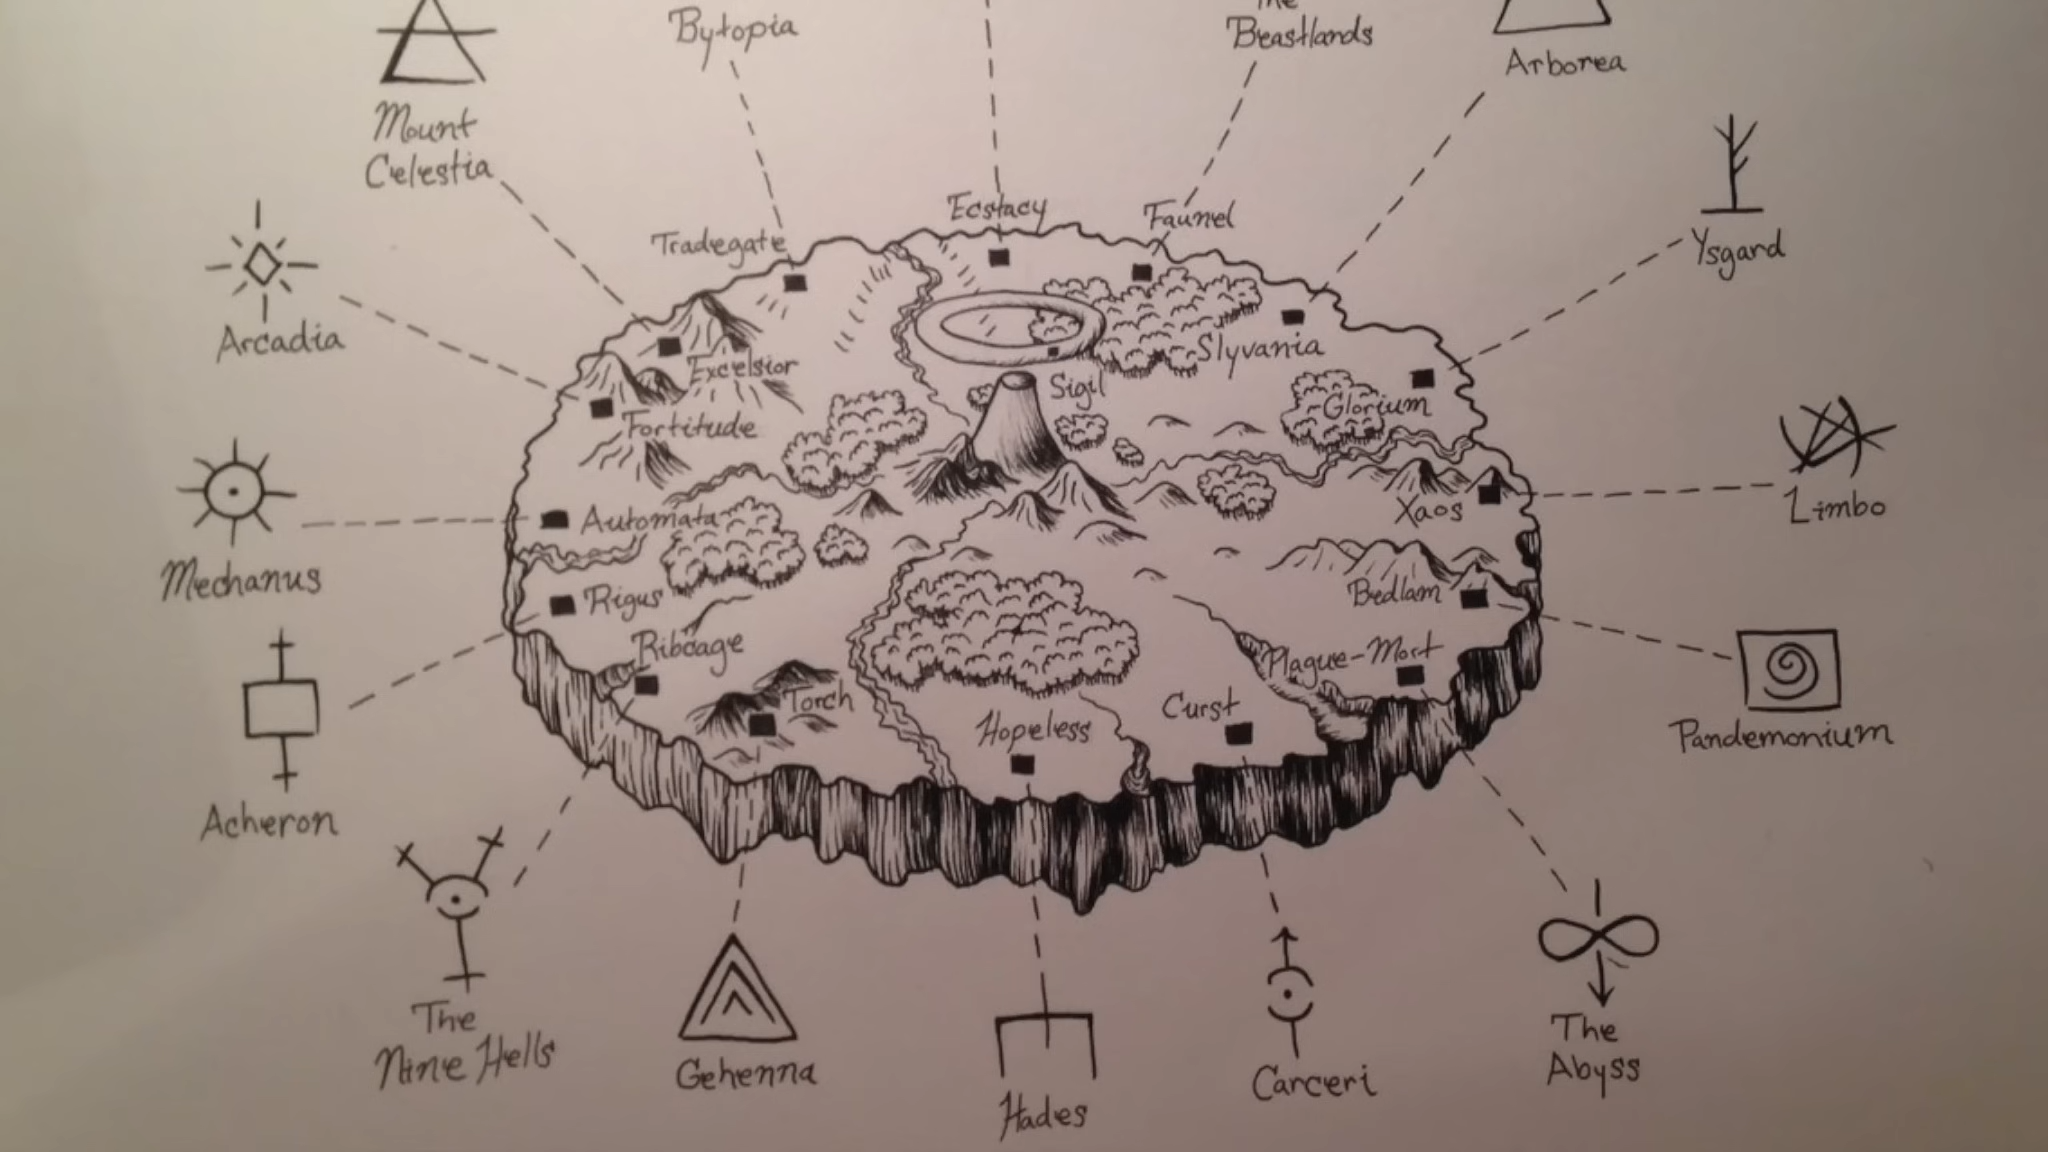 Bytopia
The
Beastlands
Arborea
Mount
Celestia
Ysgard
Arcadia
Ecstacy
Faunel
Tradegate
Excelsior
Slyvania
Sigil
Fortitude
Glorium
Limbo
Xaos
Automata
Mechanus
Rigus
Bedlam
Ribcage
Plague-Mort
Pandemonium
Torch
Curst
Hopeless
Acheron
The
Nine Hells
Gehenna
Hades
Carceri
The
Abyss